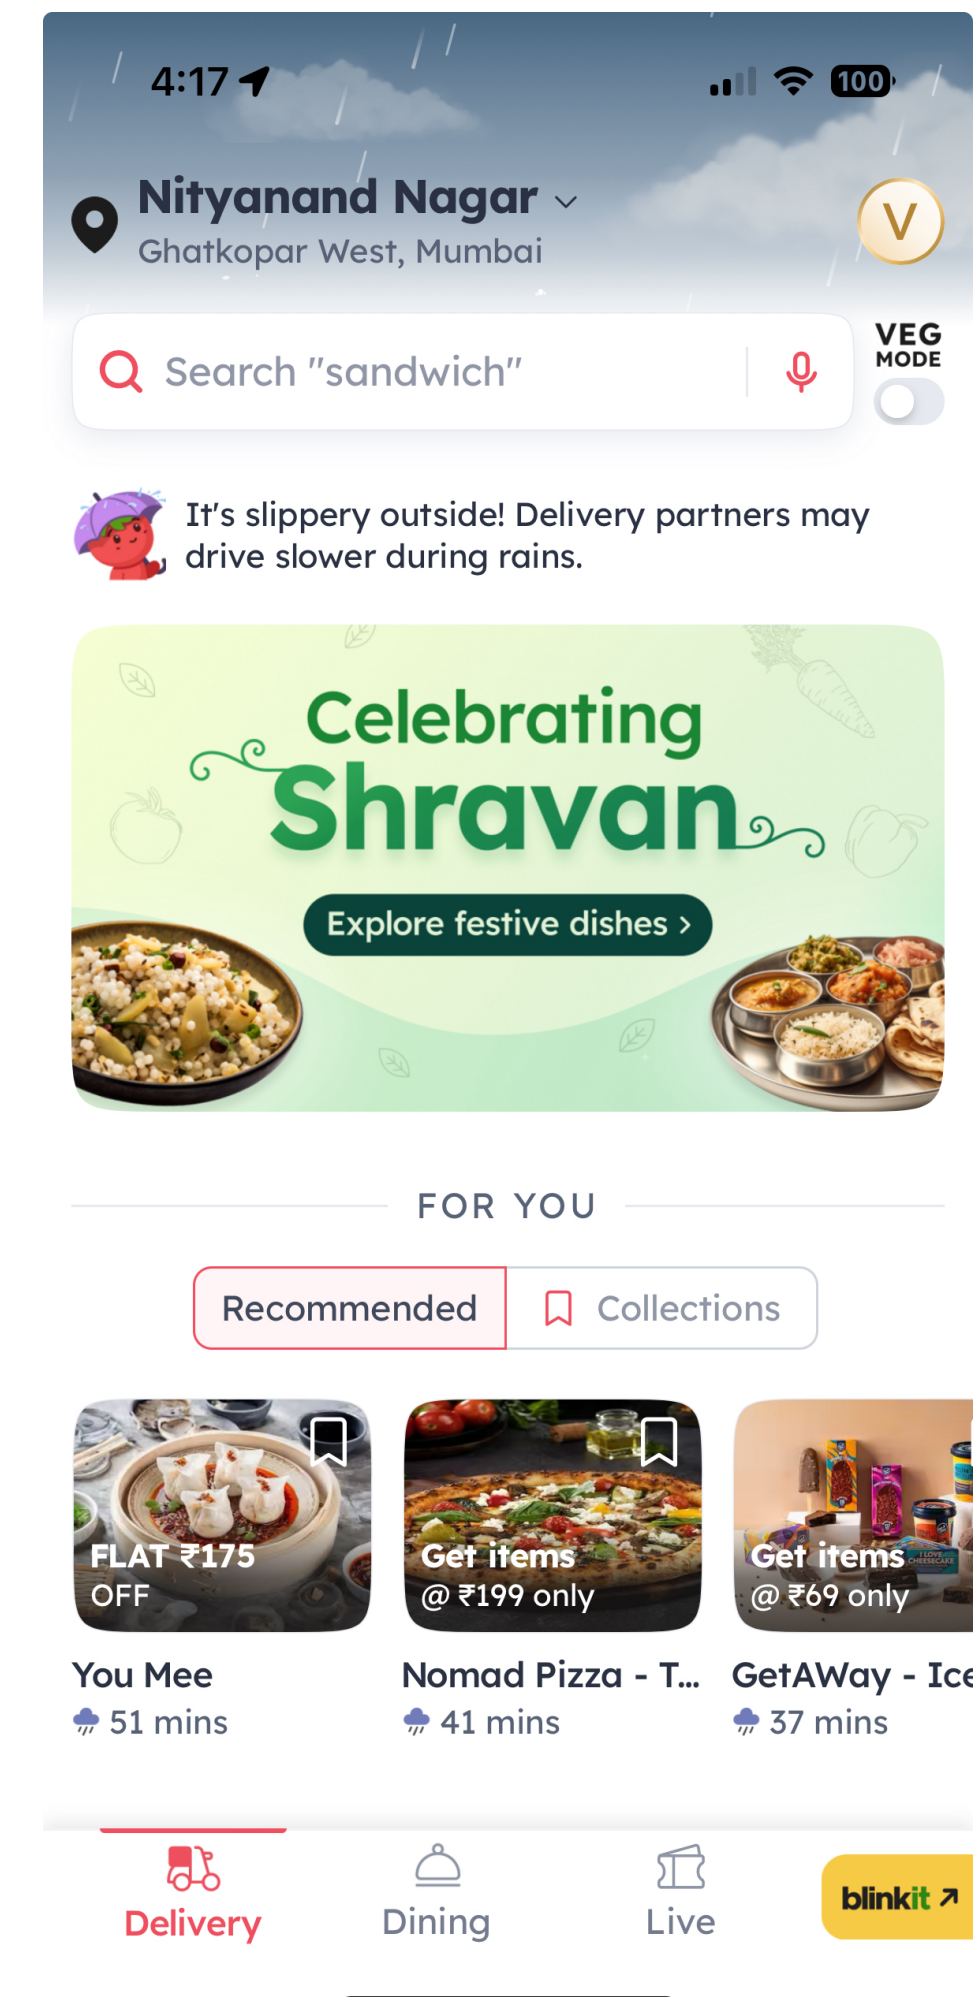 4:17
100
Nityanand Nagar
Ghatkopar West, Mumbai
V
Search "sandwich"
VEG
MODE
It's slippery outside! Delivery partners may
drive slower during rains.
Celebrating
Shravan
Explore festive dishes ›
FOR YOU
Recommended
Collections
FLAT ₹175
OFF
Get items
@ ₹199 only
I LOVE
CHEESECAKE
Get items
@ ₹69 only
You Mee
Nomad Pizza - T...
GetAWay - Ice
51 mins
41 mins
37 mins
Delivery
Dining
Live
blinkit